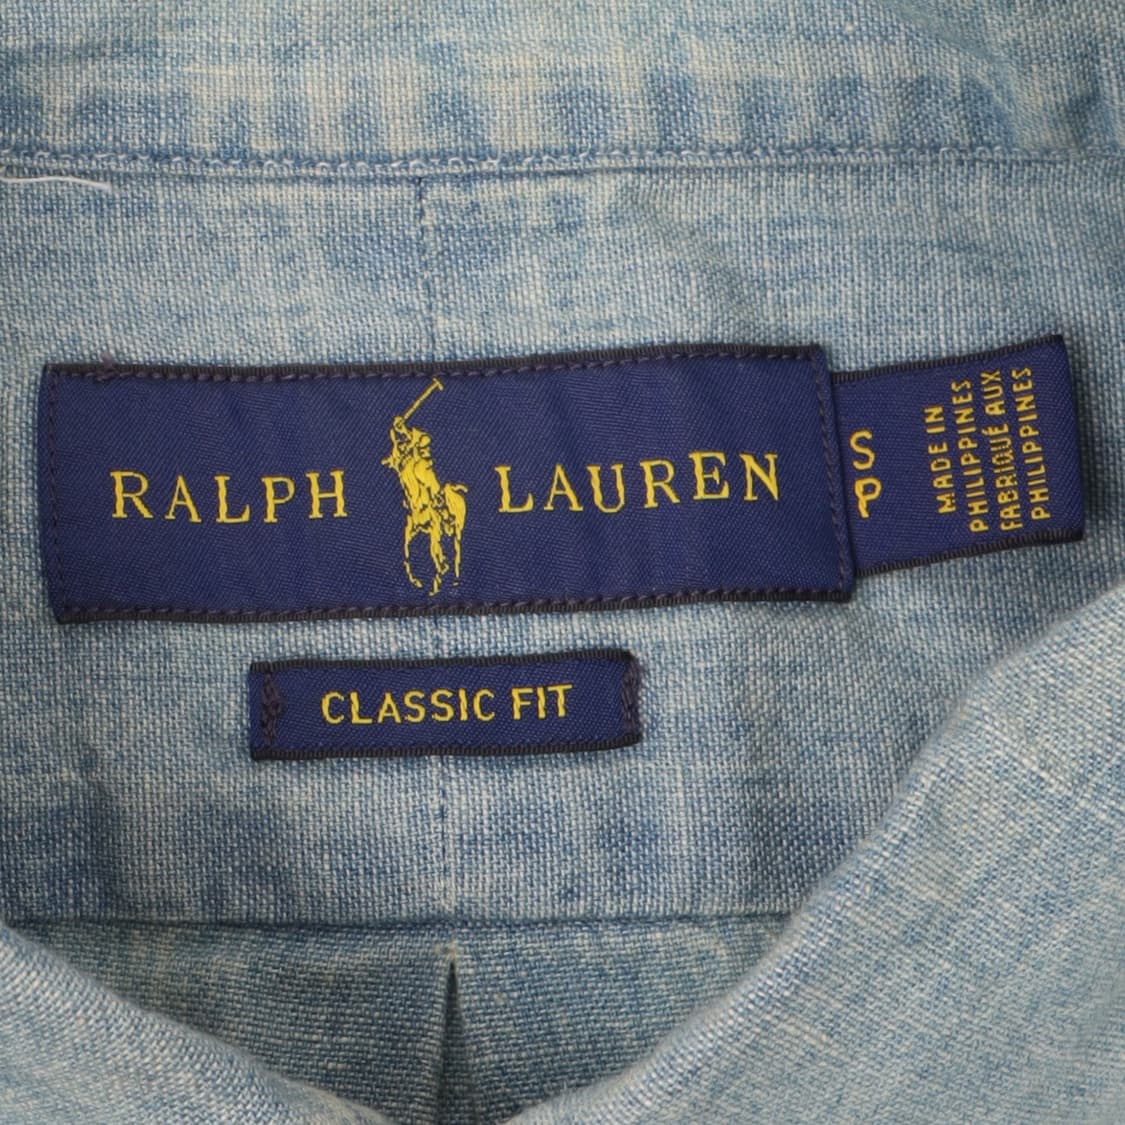 RALPH LAUREN
S
P
MADE IN
PHILIPPINES
FABRIQUÉ AUX
PHILIPPINES
CLASSIC FIT